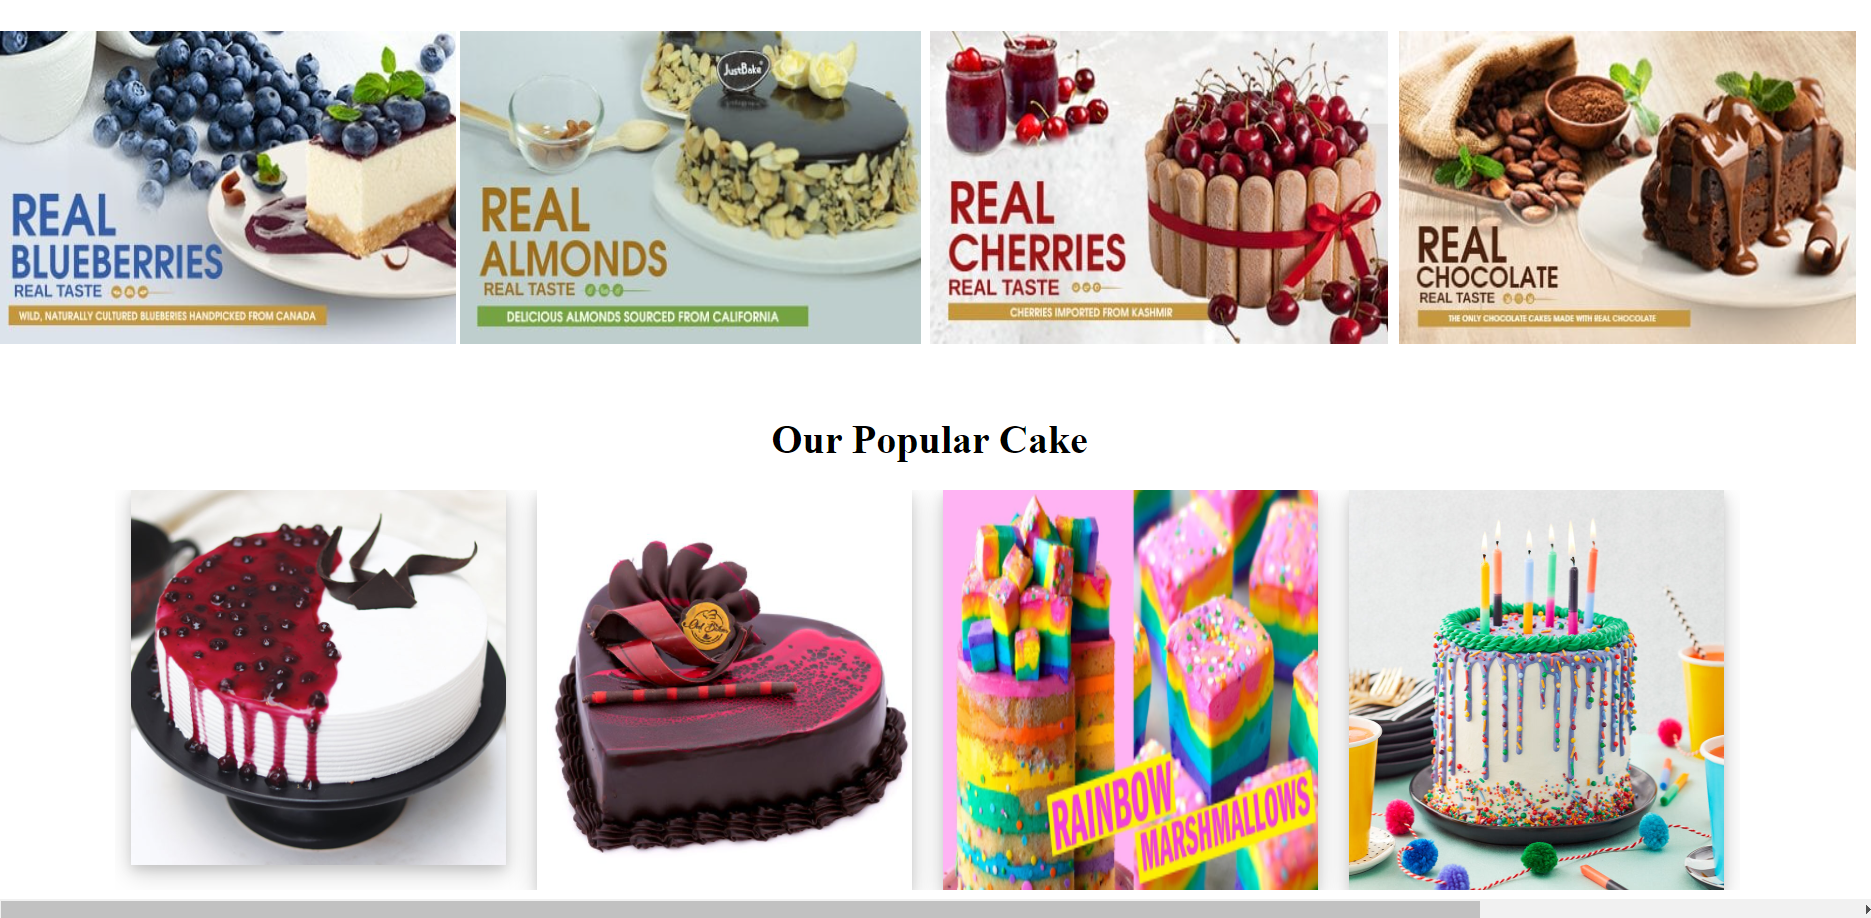 REAL
BLUEBERRIES
REAL TASTE
WILD, NATURALLY CULTURED BLUEBERIES HANDPICKED FROM CANADA
JustBake
REAL
ALMONDS
REAL TASTE
DELICIOUS ALMONDS SOURCED FROM CALIFORNIA
REAL
CHERRIES
REAL TASTE
CHERRIES IMPORTED FROM KASHMIR
REAL
CHOCOLATE
REAL TASTE
THE ONLY CHOCOLATE CAKES MADE WITH REAL CHOCOLATE
Our Popular Cake
RAINBOW
MARSHMALLOWS